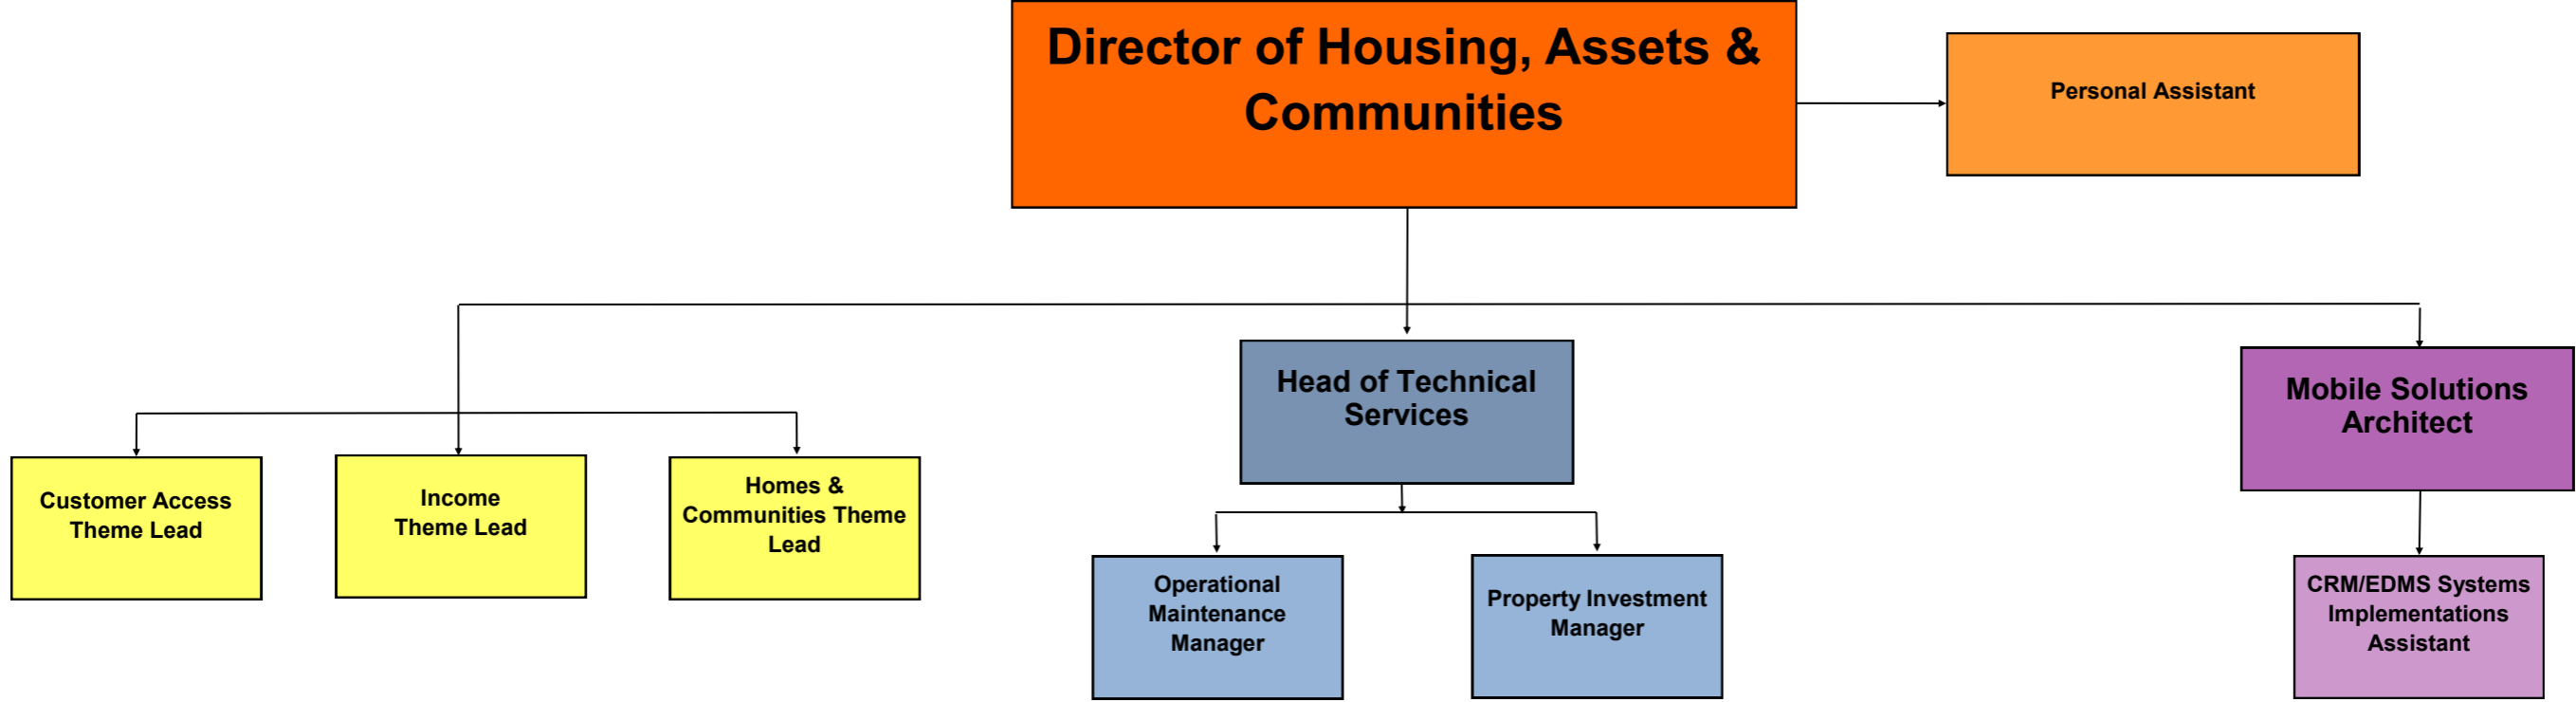 Director of Housing, Assets &
Communities
Personal Assistant
Head of Technical
Services
Mobile Solutions
Architect
Customer Access
Theme Lead
Income
Theme Lead
Homes &
Communities Theme
Lead
Operational
Maintenance
Manager
Property Investment
Manager
CRM/EDMS Systems
Implementations
Assistant